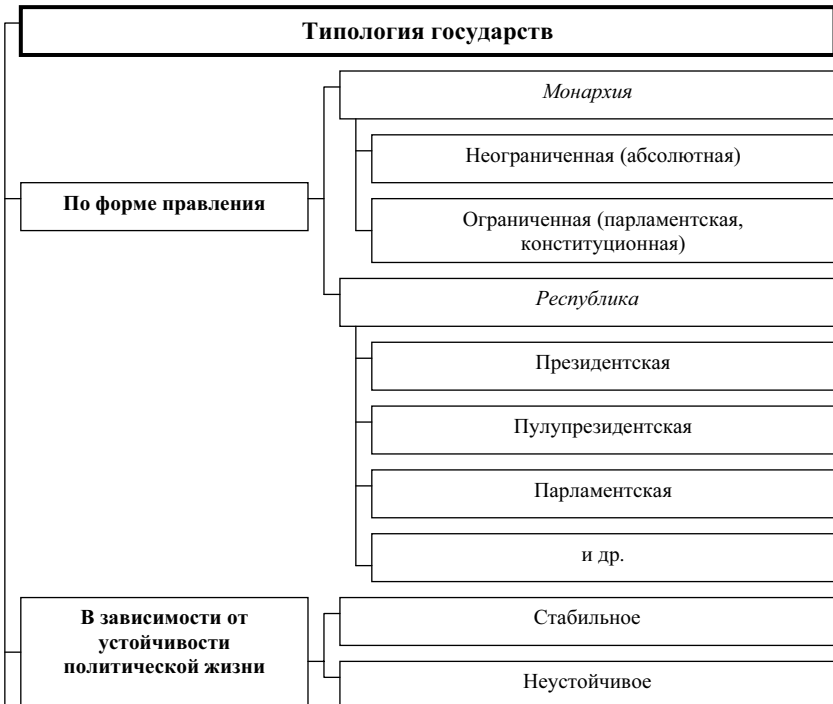 Типология государств
По форме правления
Монархия
Неограниченная (абсолютная)
Ограниченная (парламентская,
конституционная)
Республика
Президентская
Пулупрезидентская
Парламентская
и др.
В зависимости от
устойчивости
политической жизни
Стабильное
Неустойчивое